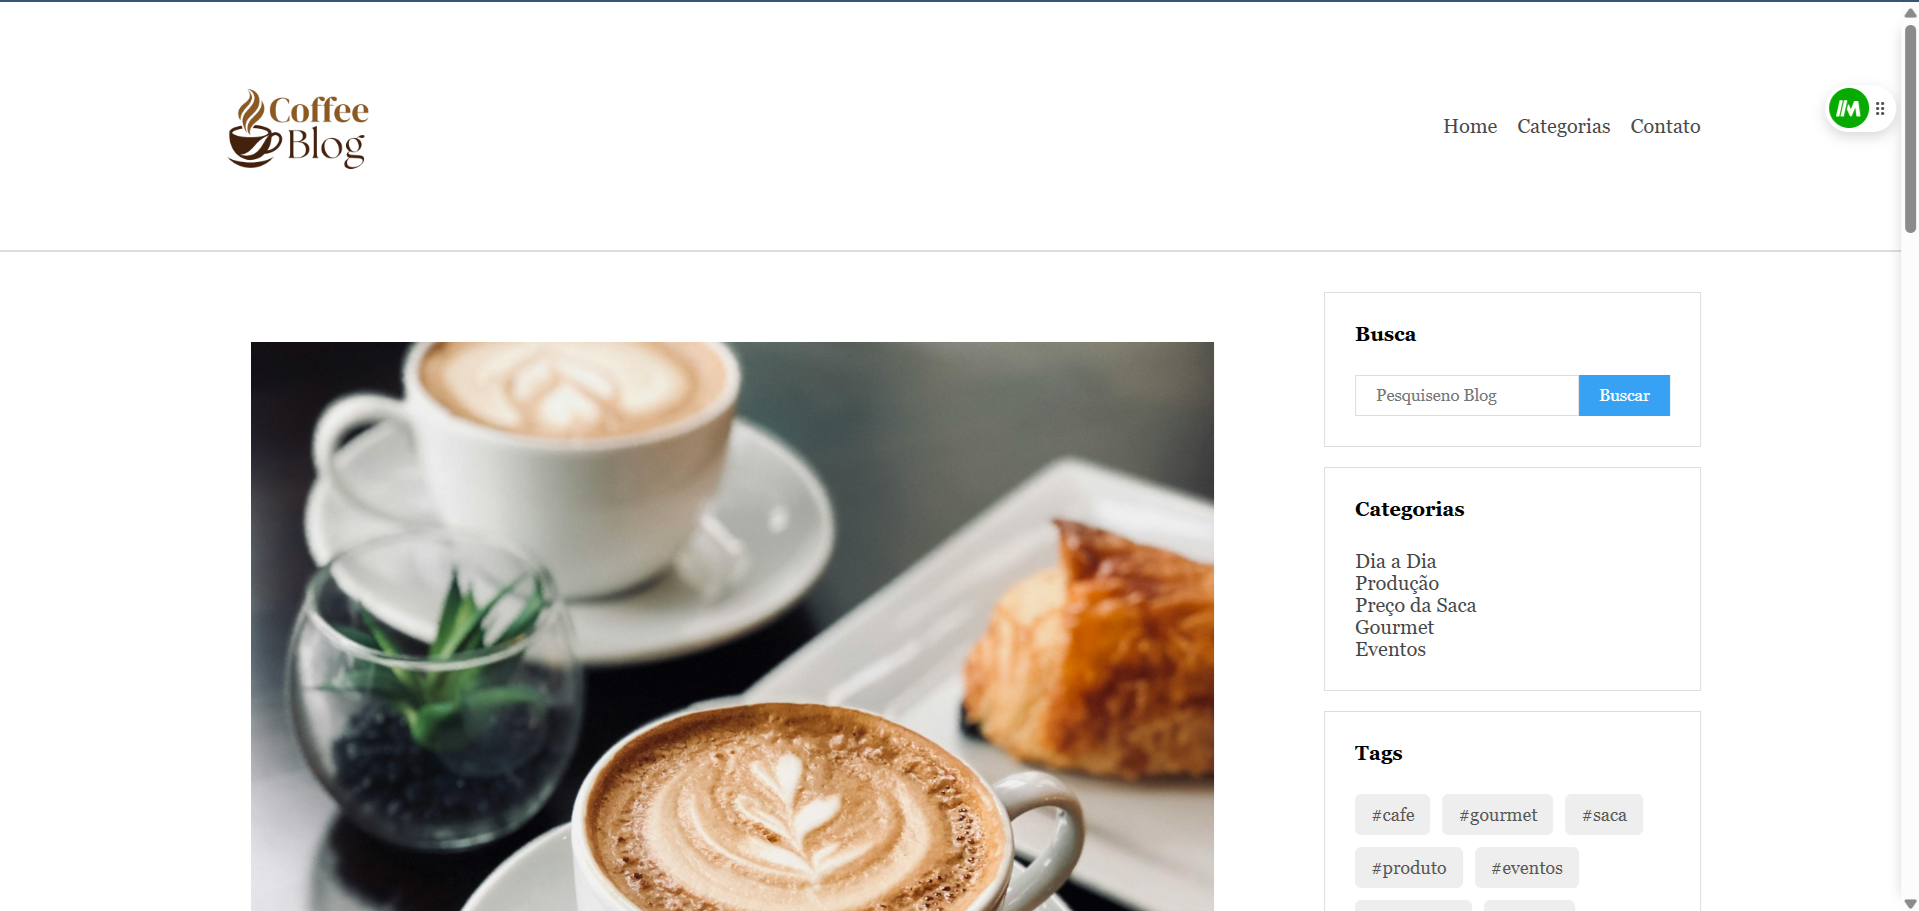 Coffee
Blog
Home Categorias Contato
Busca
Pesquiseno Blog Buscar
Categorias
Dia a Dia
Produção
Preço da Saca
Gourmet
Eventos
Tags
#cafe #gourmet #saca
#produto #eventos